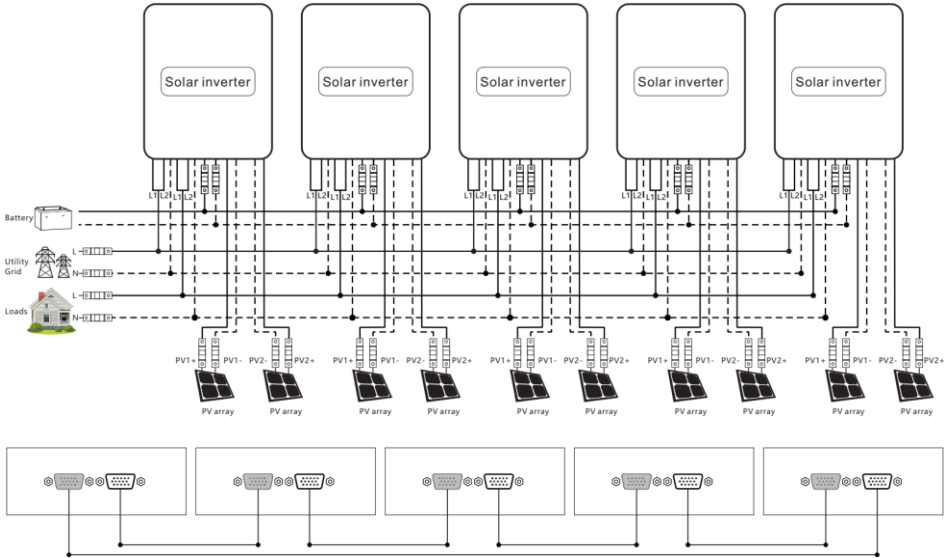 Solar inverter Solar inverter Solar inverter Solar inverter Solar inverter
L1 L2 L1 L2 L1 L2 L1 L2 L1 L2 L1 L2 L1 L2 L1 L2 L1 L2 L1 L2
Battery
L
Utility
Grid
N
L
Loads
N
PV1+ PV1- PV2- PV2+ PV1+ PV1- PV2- PV2+ PV1+ PV1- PV2- PV2+ PV1+ PV1- PV2- PV2+ PV1+ PV1- PV2- PV2+
PV array PV array PV array PV array PV array PV array PV array PV array PV array PV array